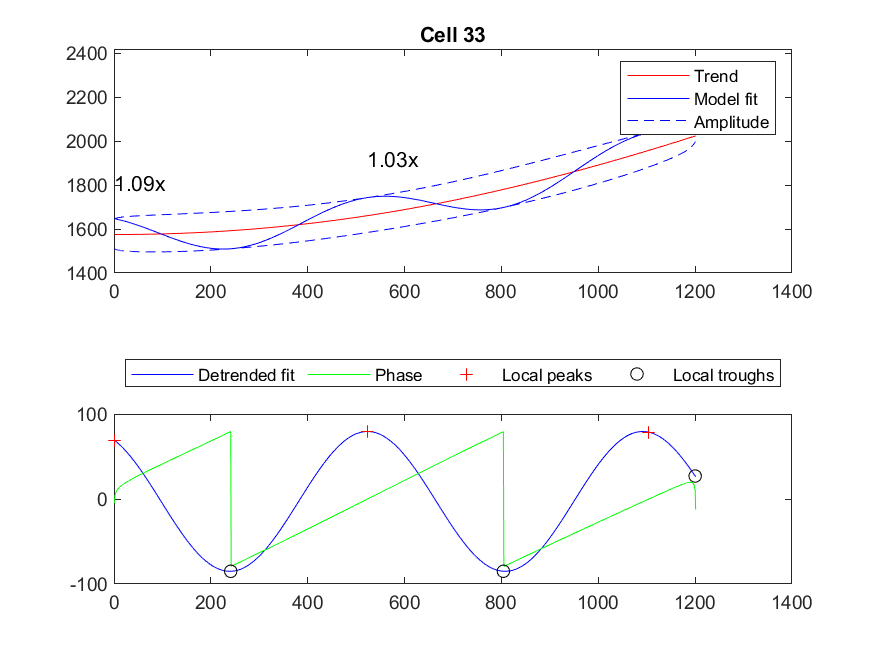 Cell 33
2400
2200
2000
1800
1600
1400
0 200 400 600 800 1000 1200 1400
Trend
Model fit
Amplitude
1.09x
1.03x
Detrended fit Phase Local peaks Local troughs
100
0
-100
0 200 400 600 800 1000 1200 1400